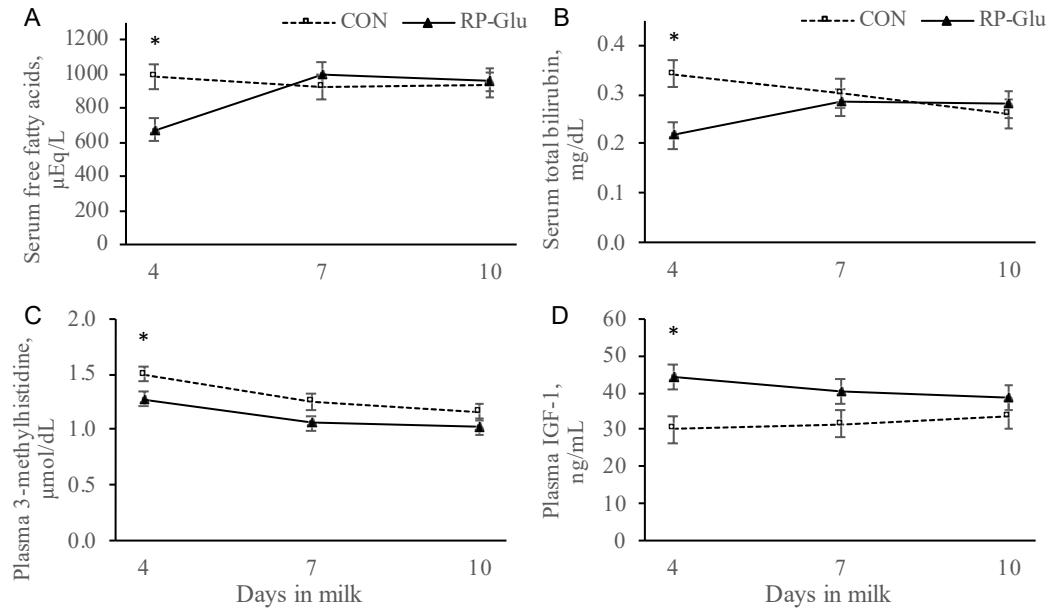 A
CON RP-Glu
Serum free fatty acids,
µEq/L
*
1200
1000
800
600
400
200
0
4 7 10
B
CON RP-Glu
Serum total bilirubin,
mg/dL
*
0.4
0.3
0.2
0.1
0.0
4 7 10
C
Plasma 3-methylhistidine,
µmol/dL
*
2.0
1.5
1.0
0.5
0.0
4 7 10
Days in milk
D
Plasma IGF-1,
ng/mL
*
60
50
40
30
20
10
0
4 7 10
Days in milk